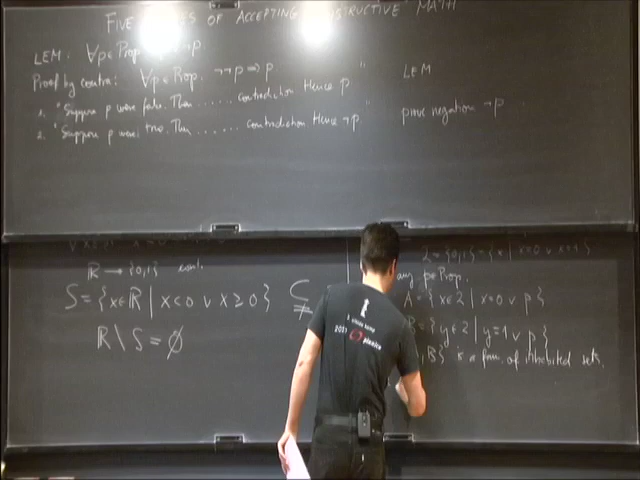 FIVE OF ACCEPTING MATH
LEM: ∀p∈Prop ¬p
Proof by contra: ∀p∈Prop. ¬¬p ⇒ p
LEM
1. "Suppose p were false. Then ...... contradiction. Hence p"
2. "Suppose p were true. Then ...... contradiction. Hence ¬p"
prove negation ¬p
ℝ → {0,1}
S = {x∈ℝ | x<0 ∨ x≥0} ⊊
ℝ \ S = ∅
2 = {0,1} = {x | x=0 ∨ x=1}
any p∈Prop.
A = {x∈2 | x=0 ∨ p}
B = {y∈2 | y=1 ∨ p}
, B} is a fam. of inhabited sets.
2017